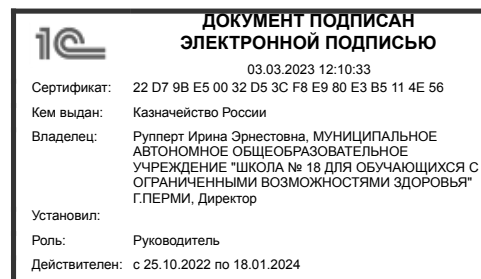 1С
ДОКУМЕНТ ПОДПИСАН
ЭЛЕКТРОННОЙ ПОДПИСЬЮ
03.03.2023 12:10:33
Сертификат: 22 D7 9B E5 00 32 D5 3C F8 E9 80 E3 B5 11 4E 56
Кем выдан: Казначейство России
Владелец: Рупперт Ирина Эрнестовна, МУНИЦИПАЛЬНОЕ
АВТОНОМНОЕ ОБЩЕОБРАЗОВАТЕЛЬНОЕ
УЧРЕЖДЕНИЕ "ШКОЛА № 18 ДЛЯ ОБУЧАЮЩИХСЯ С
ОГРАНИЧЕННЫМИ ВОЗМОЖНОСТЯМИ ЗДОРОВЬЯ"
Г.ПЕРМИ, Директор
Установил:
Роль: Руководитель
Действителен: с 25.10.2022 по 18.01.2024